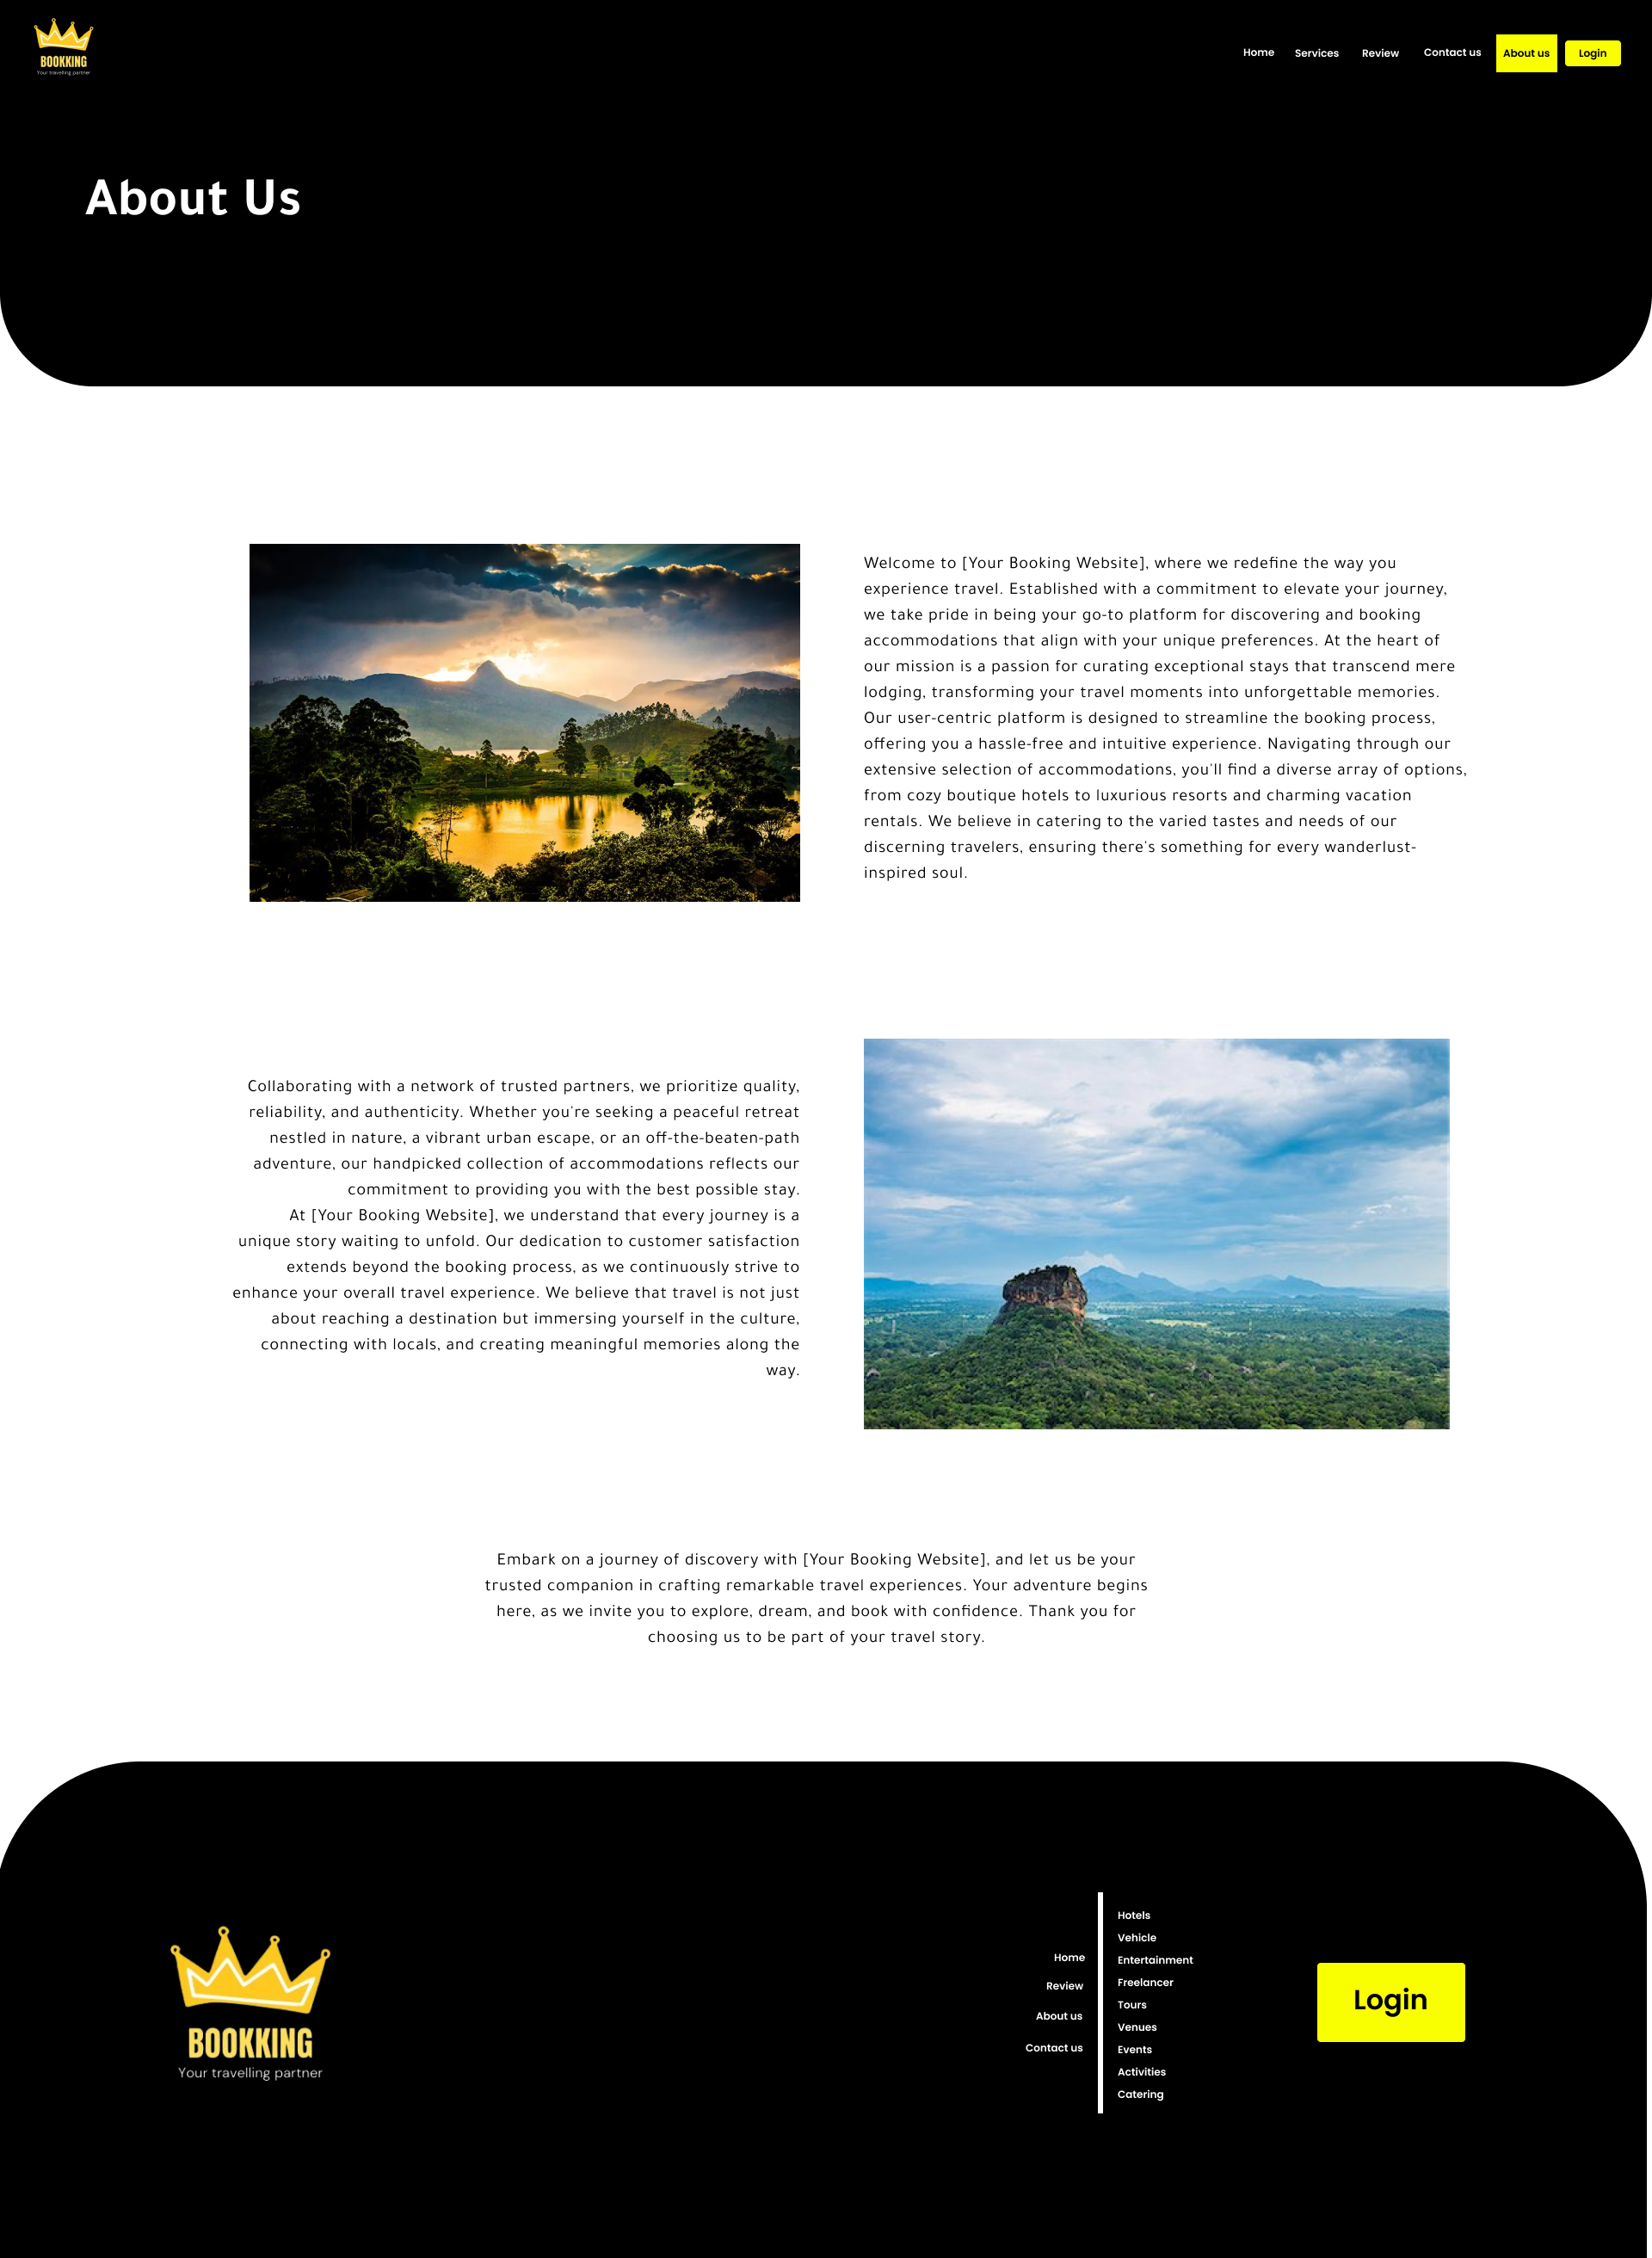 BOOKKING
Your travelling partner
Home Services Review Contact us About us Login
About Us
Welcome to [Your Booking Website], where we redefine the way you
experience travel. Established with a commitment to elevate your journey,
we take pride in being your go-to platform for discovering and booking
accommodations that align with your unique preferences. At the heart of
our mission is a passion for curating exceptional stays that transcend mere
lodging, transforming your travel moments into unforgettable memories.
Our user-centric platform is designed to streamline the booking process,
offering you a hassle-free and intuitive experience. Navigating through our
extensive selection of accommodations, you'll find a diverse array of options,
from cozy boutique hotels to luxurious resorts and charming vacation
rentals. We believe in catering to the varied tastes and needs of our
discerning travelers, ensuring there's something for every wanderlust-
inspired soul.
Collaborating with a network of trusted partners, we prioritize quality,
reliability, and authenticity. Whether you're seeking a peaceful retreat
nestled in nature, a vibrant urban escape, or an off-the-beaten-path
adventure, our handpicked collection of accommodations reflects our
commitment to providing you with the best possible stay.
At [Your Booking Website], we understand that every journey is a
unique story waiting to unfold. Our dedication to customer satisfaction
extends beyond the booking process, as we continuously strive to
enhance your overall travel experience. We believe that travel is not just
about reaching a destination but immersing yourself in the culture,
connecting with locals, and creating meaningful memories along the
way.
Embark on a journey of discovery with [Your Booking Website], and let us be your
trusted companion in crafting remarkable travel experiences. Your adventure begins
here, as we invite you to explore, dream, and book with confidence. Thank you for
choosing us to be part of your travel story.
BOOKKING
Your travelling partner
Home
Review
About us
Contact us
Hotels
Vehicle
Entertainment
Freelancer
Tours
Venues
Events
Activities
Catering
Login